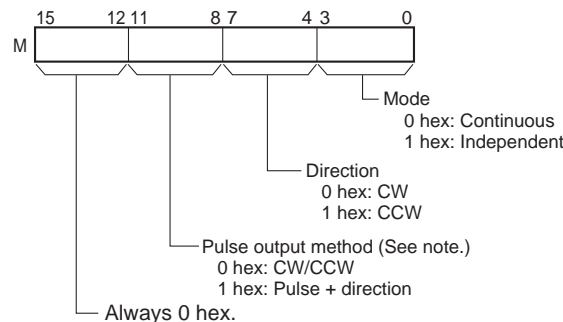 15 12 11 8 7 4 3 0
M
Mode
0 hex: Continuous
1 hex: Independent
Direction
0 hex: CW
1 hex: CCW
Pulse output method (See note.)
0 hex: CW/CCW
1 hex: Pulse + direction
Always 0 hex.